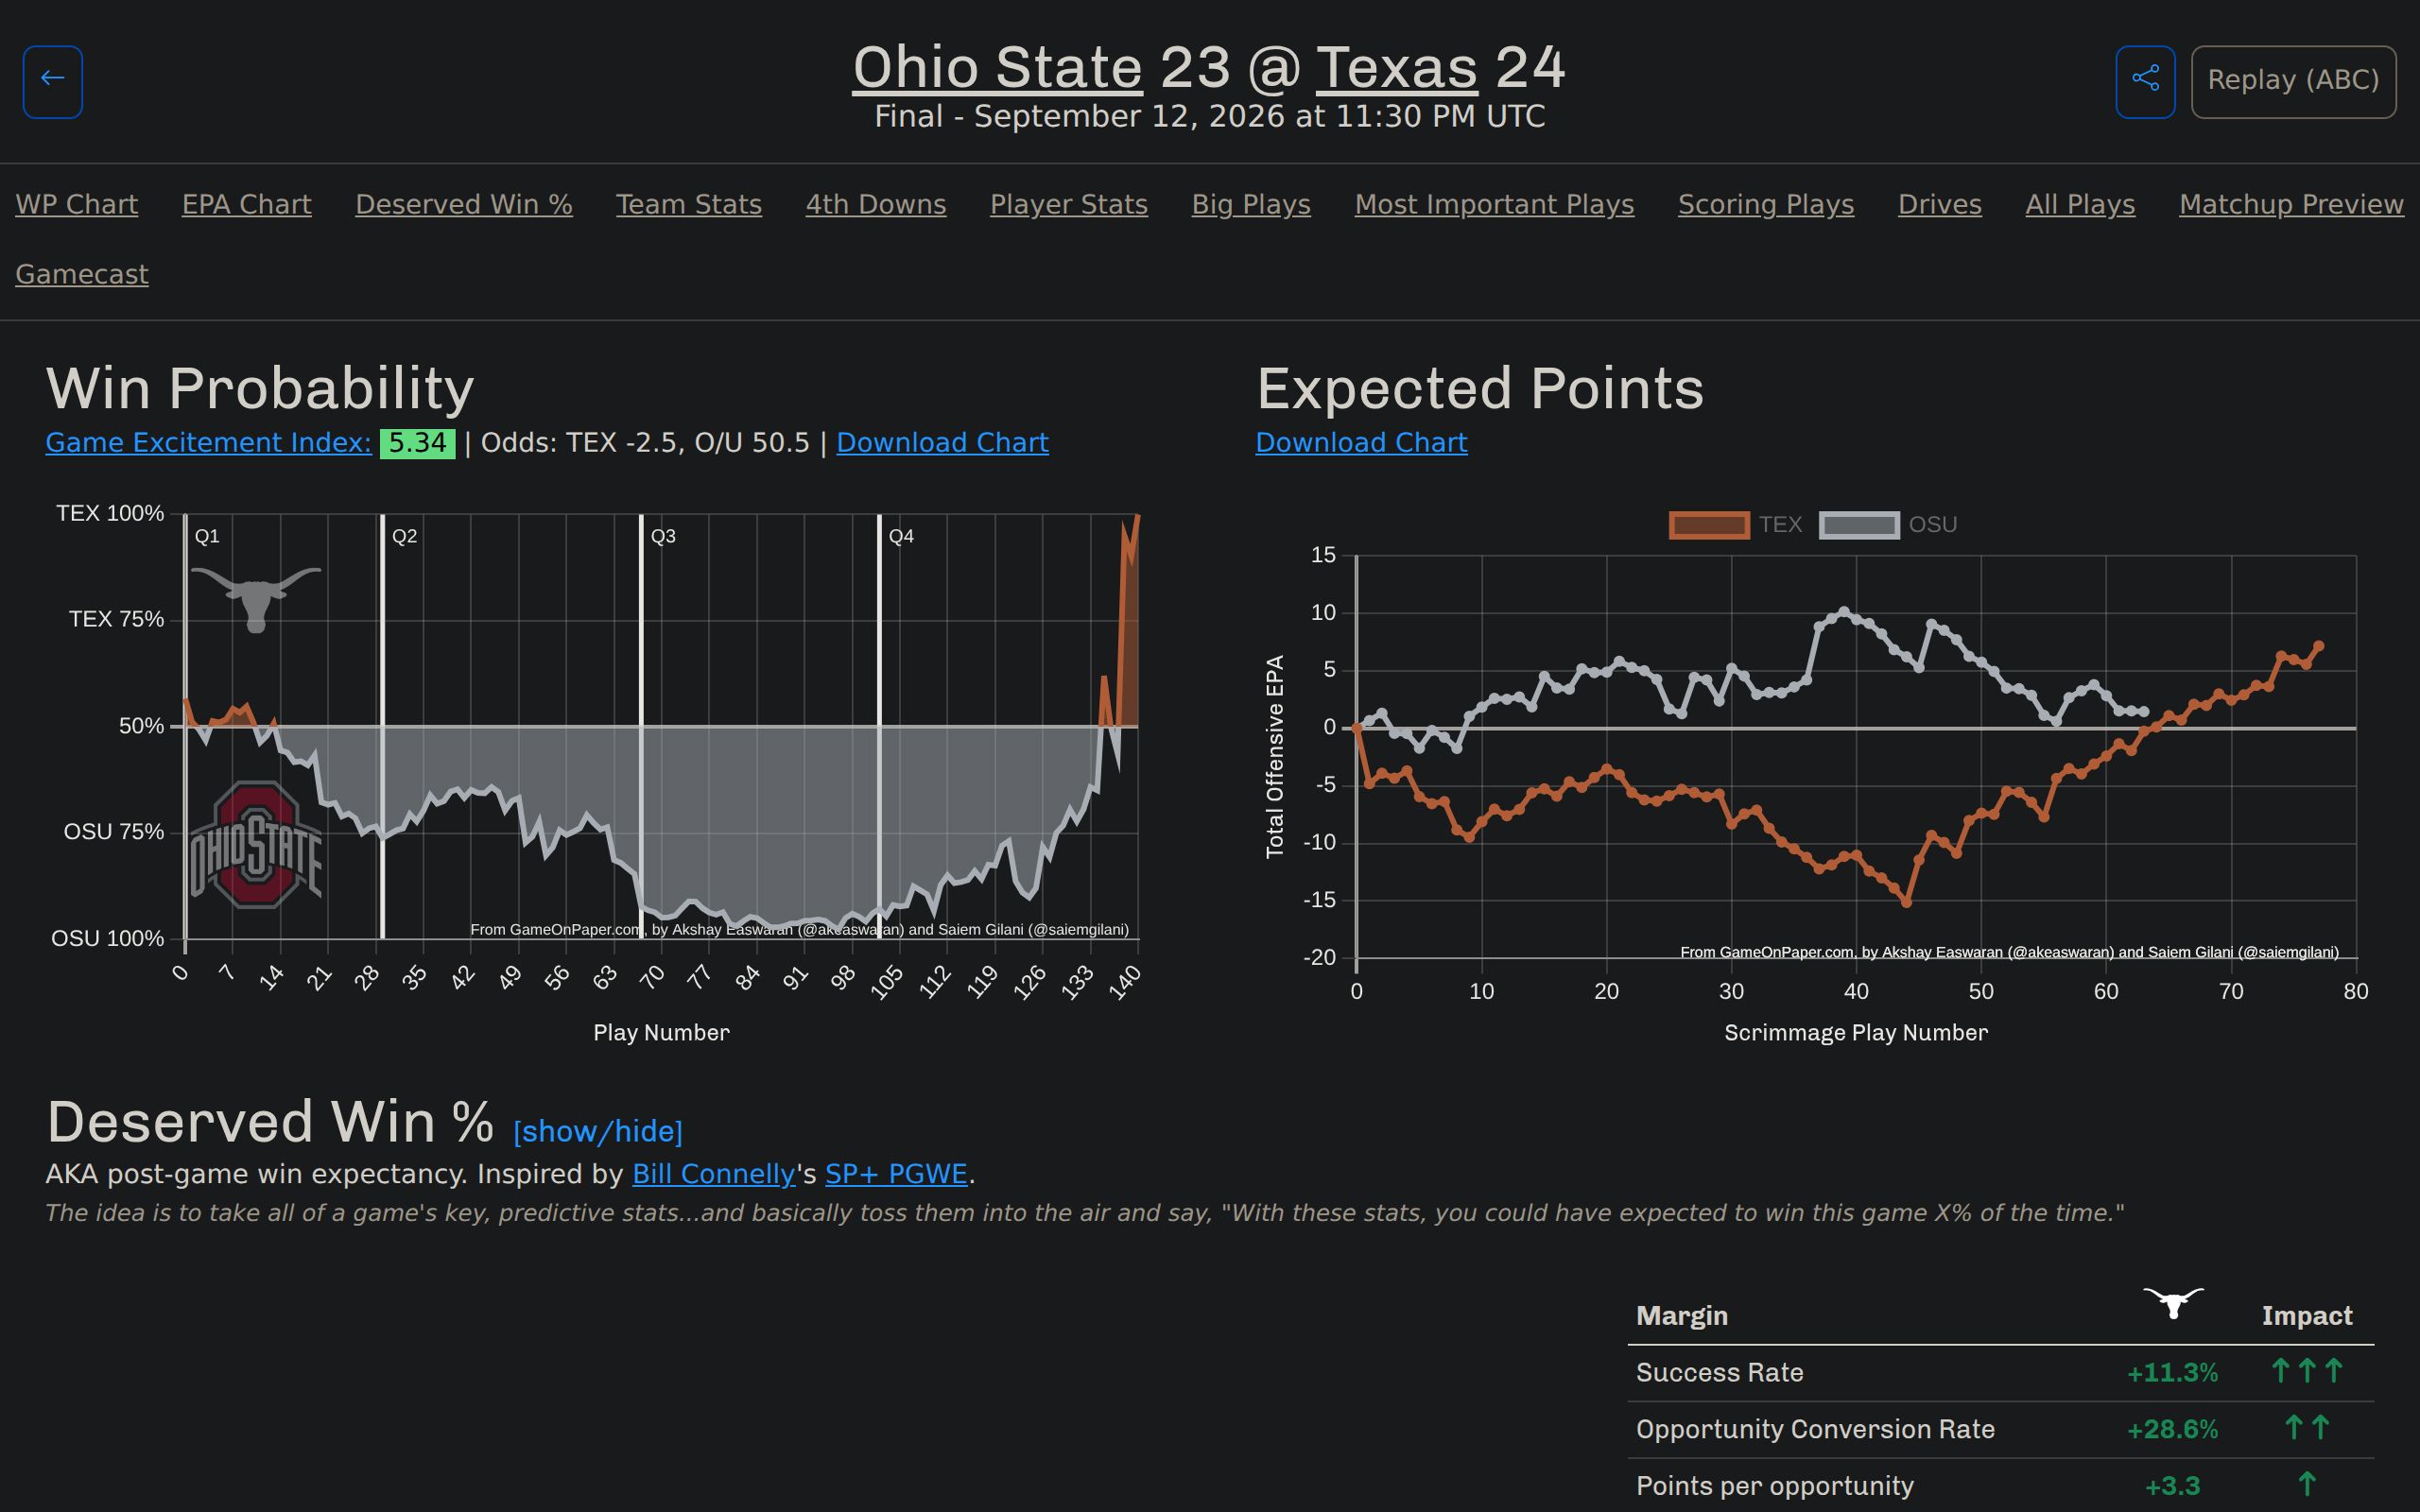 ←
Ohio State 23 @ Texas 24
Final - September 12, 2026 at 11:30 PM UTC
Replay (ABC)
WP Chart EPA Chart Deserved Win % Team Stats 4th Downs Player Stats Big Plays Most Important Plays Scoring Plays Drives All Plays Matchup Preview
Gamecast
Win Probability
Game Excitement Index: 5.34 | Odds: TEX -2.5, O/U 50.5 | Download Chart
TEX 100%
TEX 75%
50%
OSU 75%
OSU 100%
Q1 Q2 Q3 Q4
OHIO STATE
From GameOnPaper.com, by Akshay Easwaran (@akeaswaran) and Saiem Gilani (@saiemgilani)
0 7 14 21 28 35 42 49 56 63 70 77 84 91 98 105 112 119 126 133 140
Play Number
Expected Points
Download Chart
TEX OSU
Total Offensive EPA
15
10
5
0
-5
-10
-15
-20
From GameOnPaper.com, by Akshay Easwaran (@akeaswaran) and Saiem Gilani (@saiemgilani)
0 10 20 30 40 50 60 70 80
Scrimmage Play Number
Deserved Win % [show/hide]
AKA post-game win expectancy. Inspired by Bill Connelly's SP+ PGWE.
The idea is to take all of a game's key, predictive stats...and basically toss them into the air and say, "With these stats, you could have expected to win this game X% of the time."
Margin Impact
Success Rate +11.3% ↑↑↑
Opportunity Conversion Rate +28.6% ↑↑
Points per opportunity +3.3 ↑